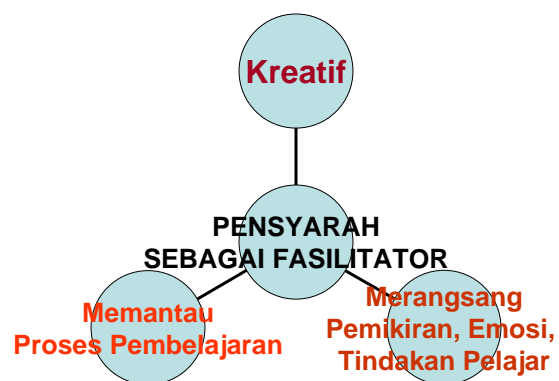 Kreatif
PENSYARAH
SEBAGAI FASILITATOR
Memantau
Proses Pembelajaran
Merangsang
Pemikiran, Emosi,
Tindakan Pelajar